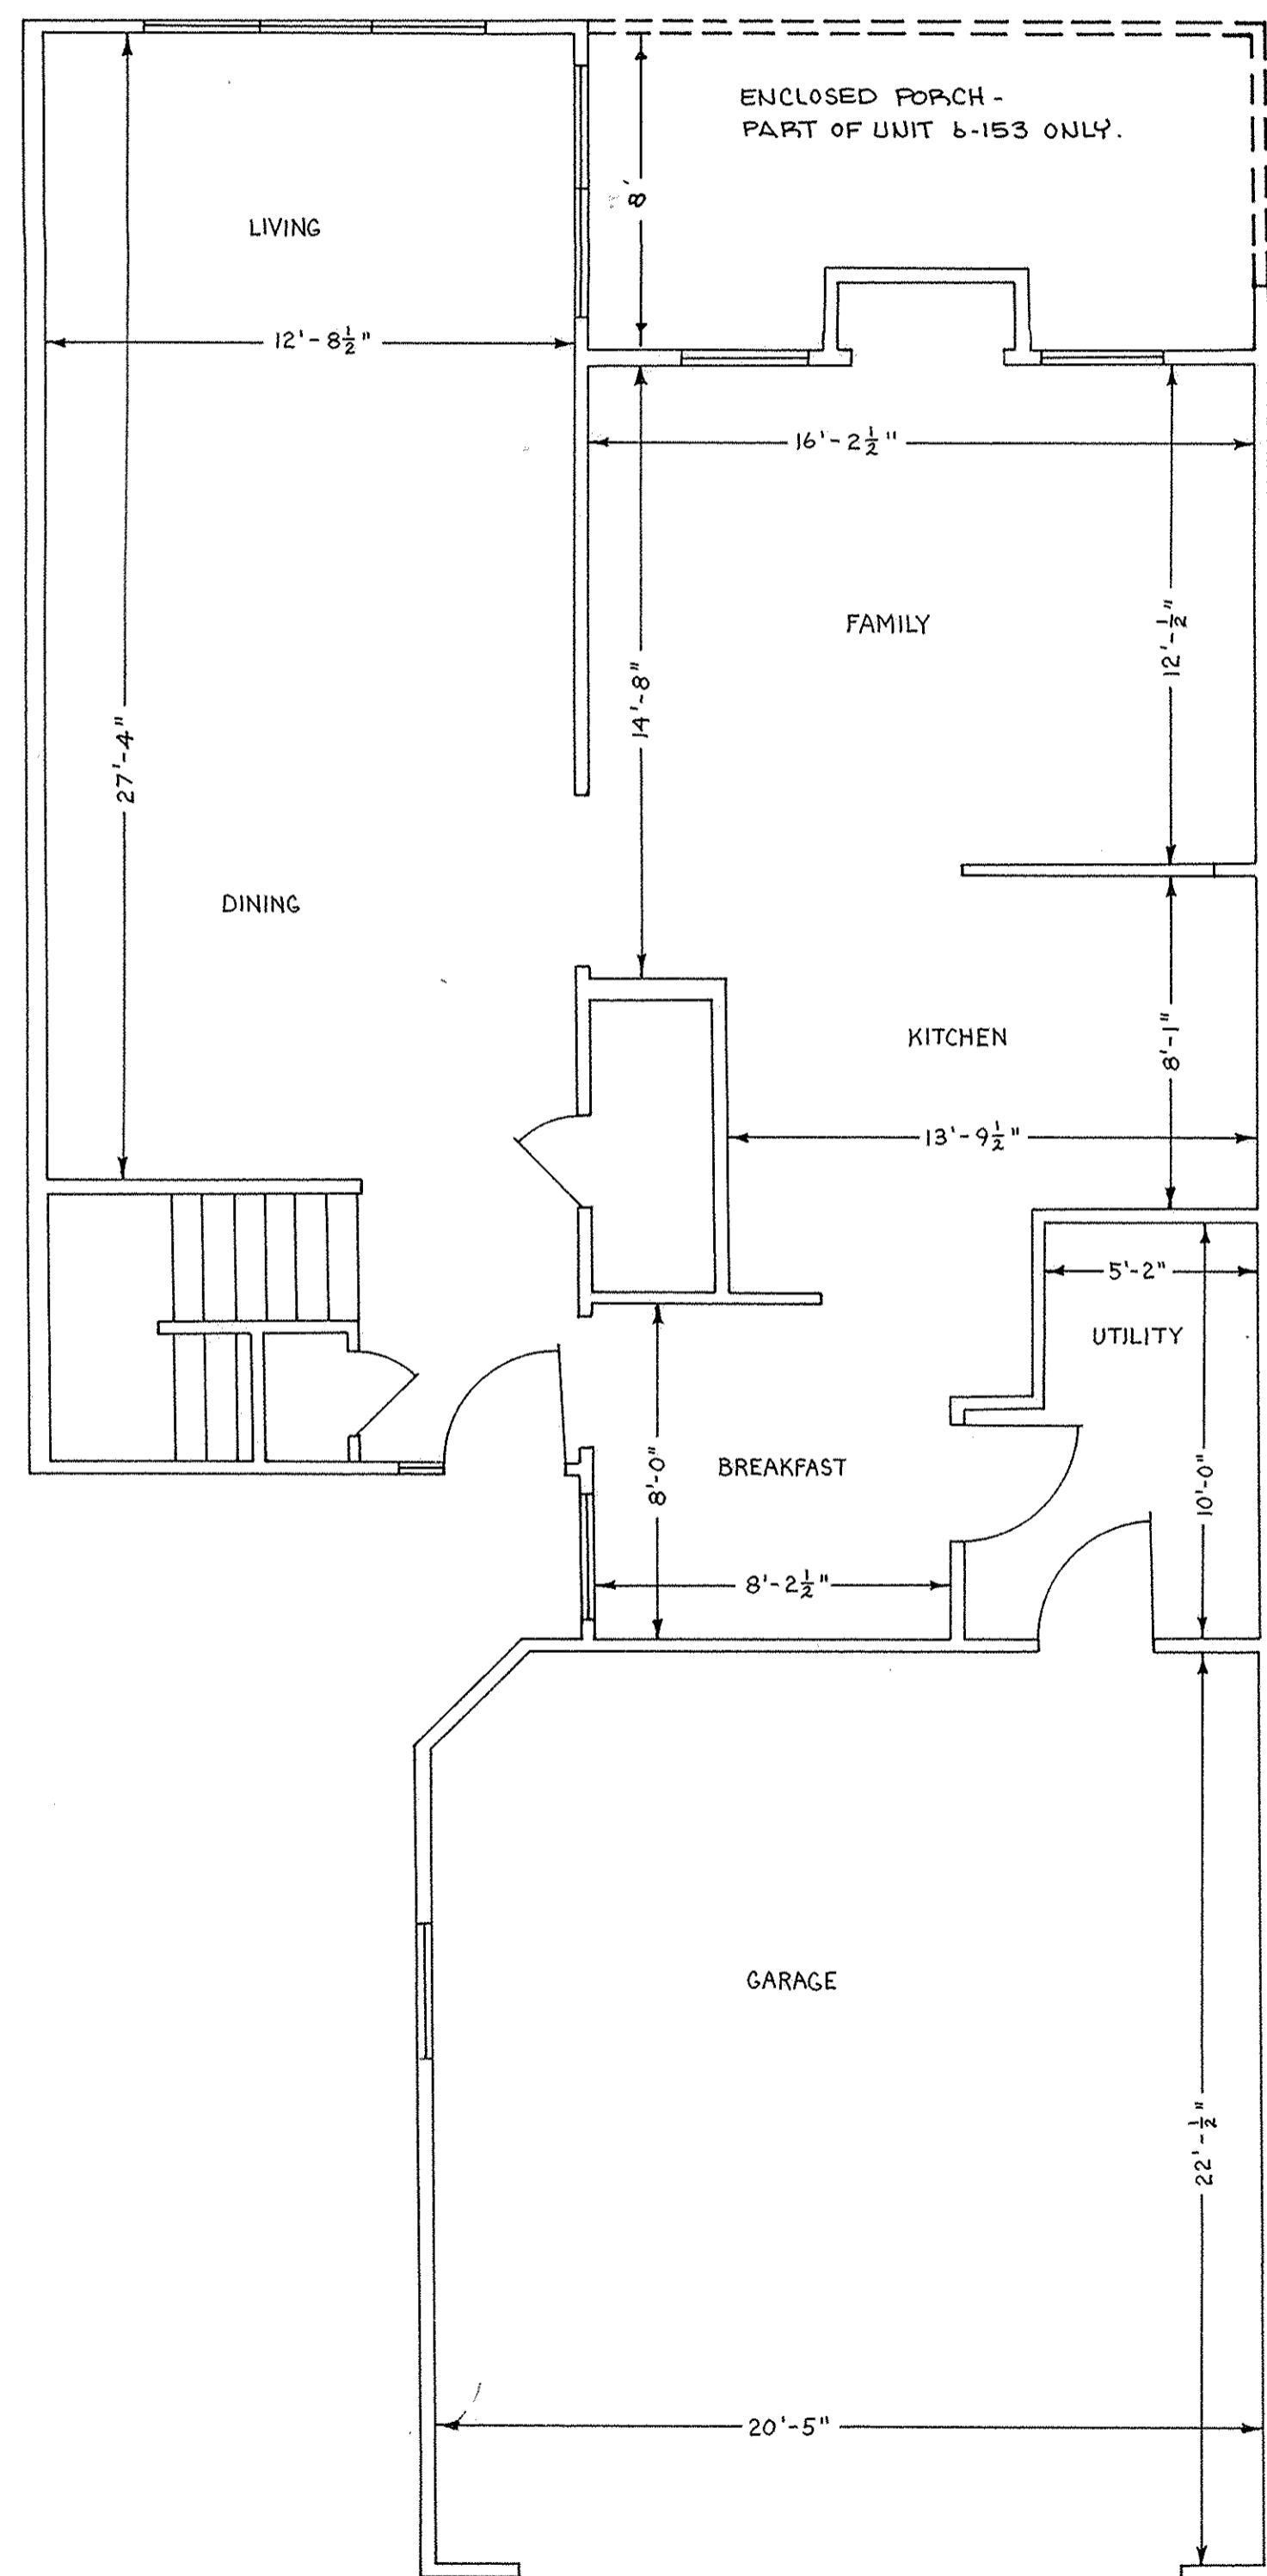 ENCLOSED PORCH -
PART OF UNIT 6-153 ONLY.
8'
LIVING
12'-8½"
16'-2½"
FAMILY
12'-½"
14'-8"
27'-4"
DINING
KITCHEN
8'-1"
13'-9½"
5'-2"
UTILITY
BREAKFAST
8'-0"
10'-0"
8'-2½"
GARAGE
22'-½"
20'-5"